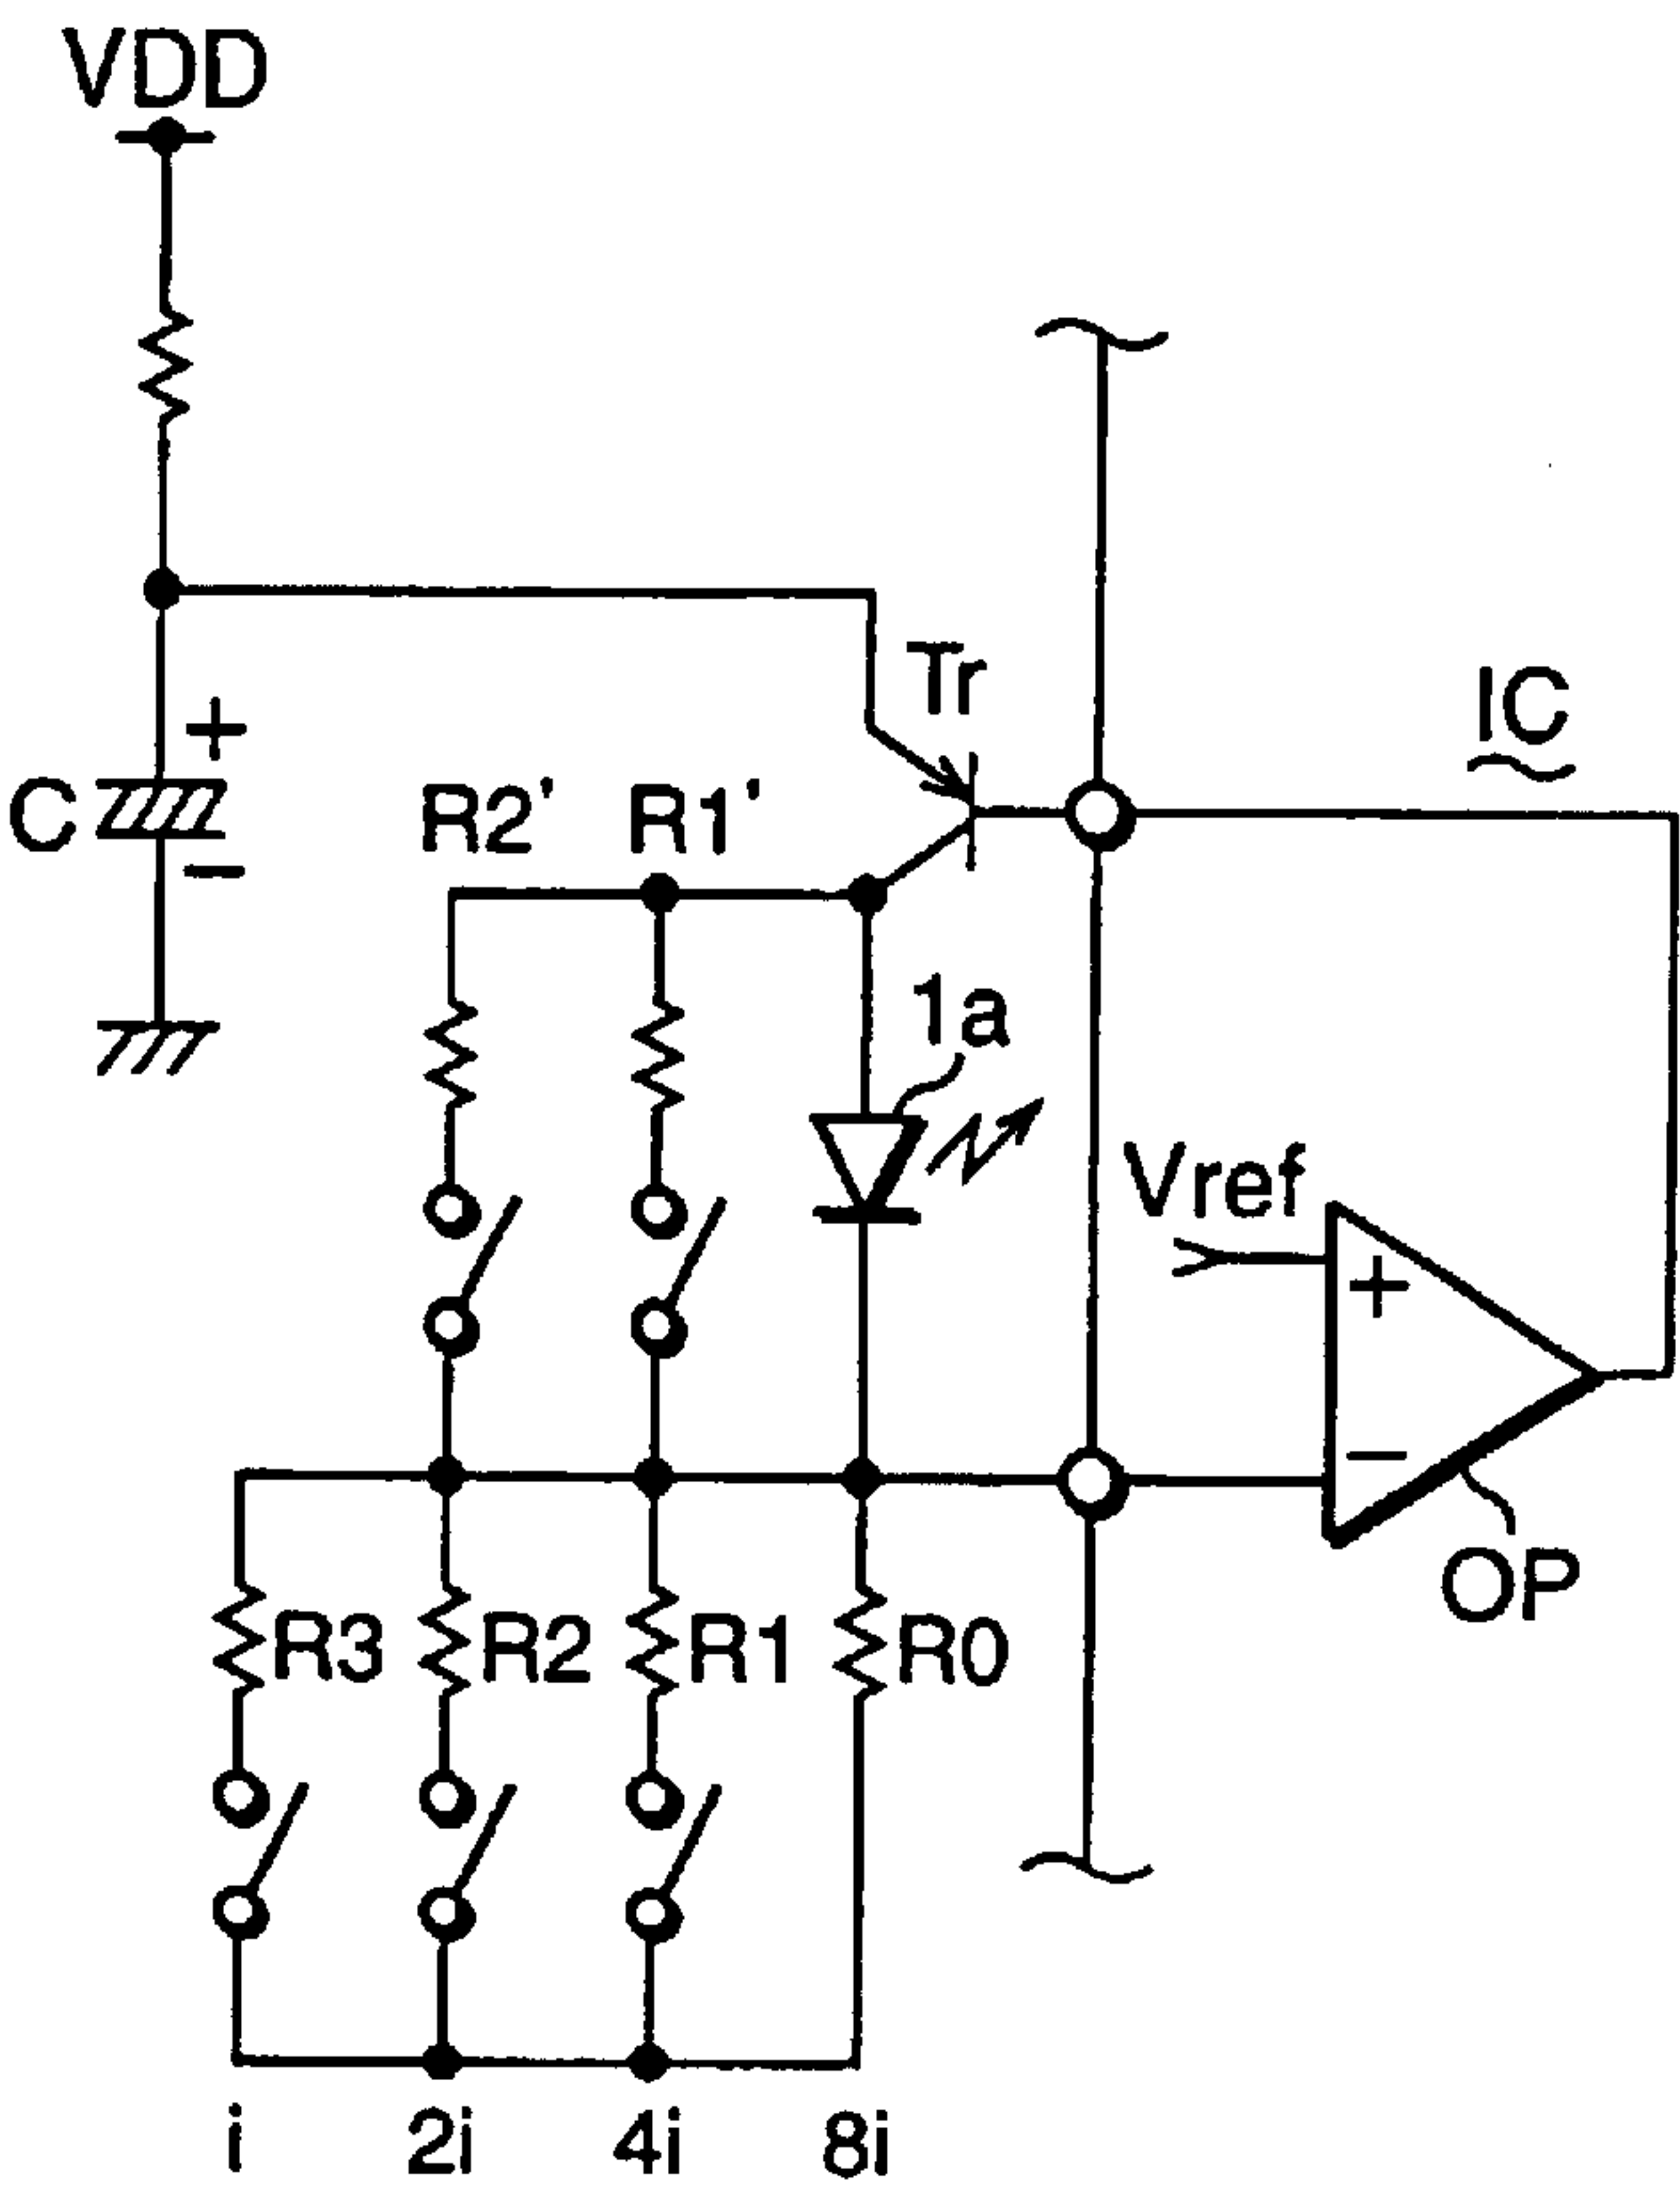 VDD
Tr
IC
+
C
R2' R1'
−
1a
Vref
+
−
OP
R3 R2 R1 R0
i 2i 4i 8i